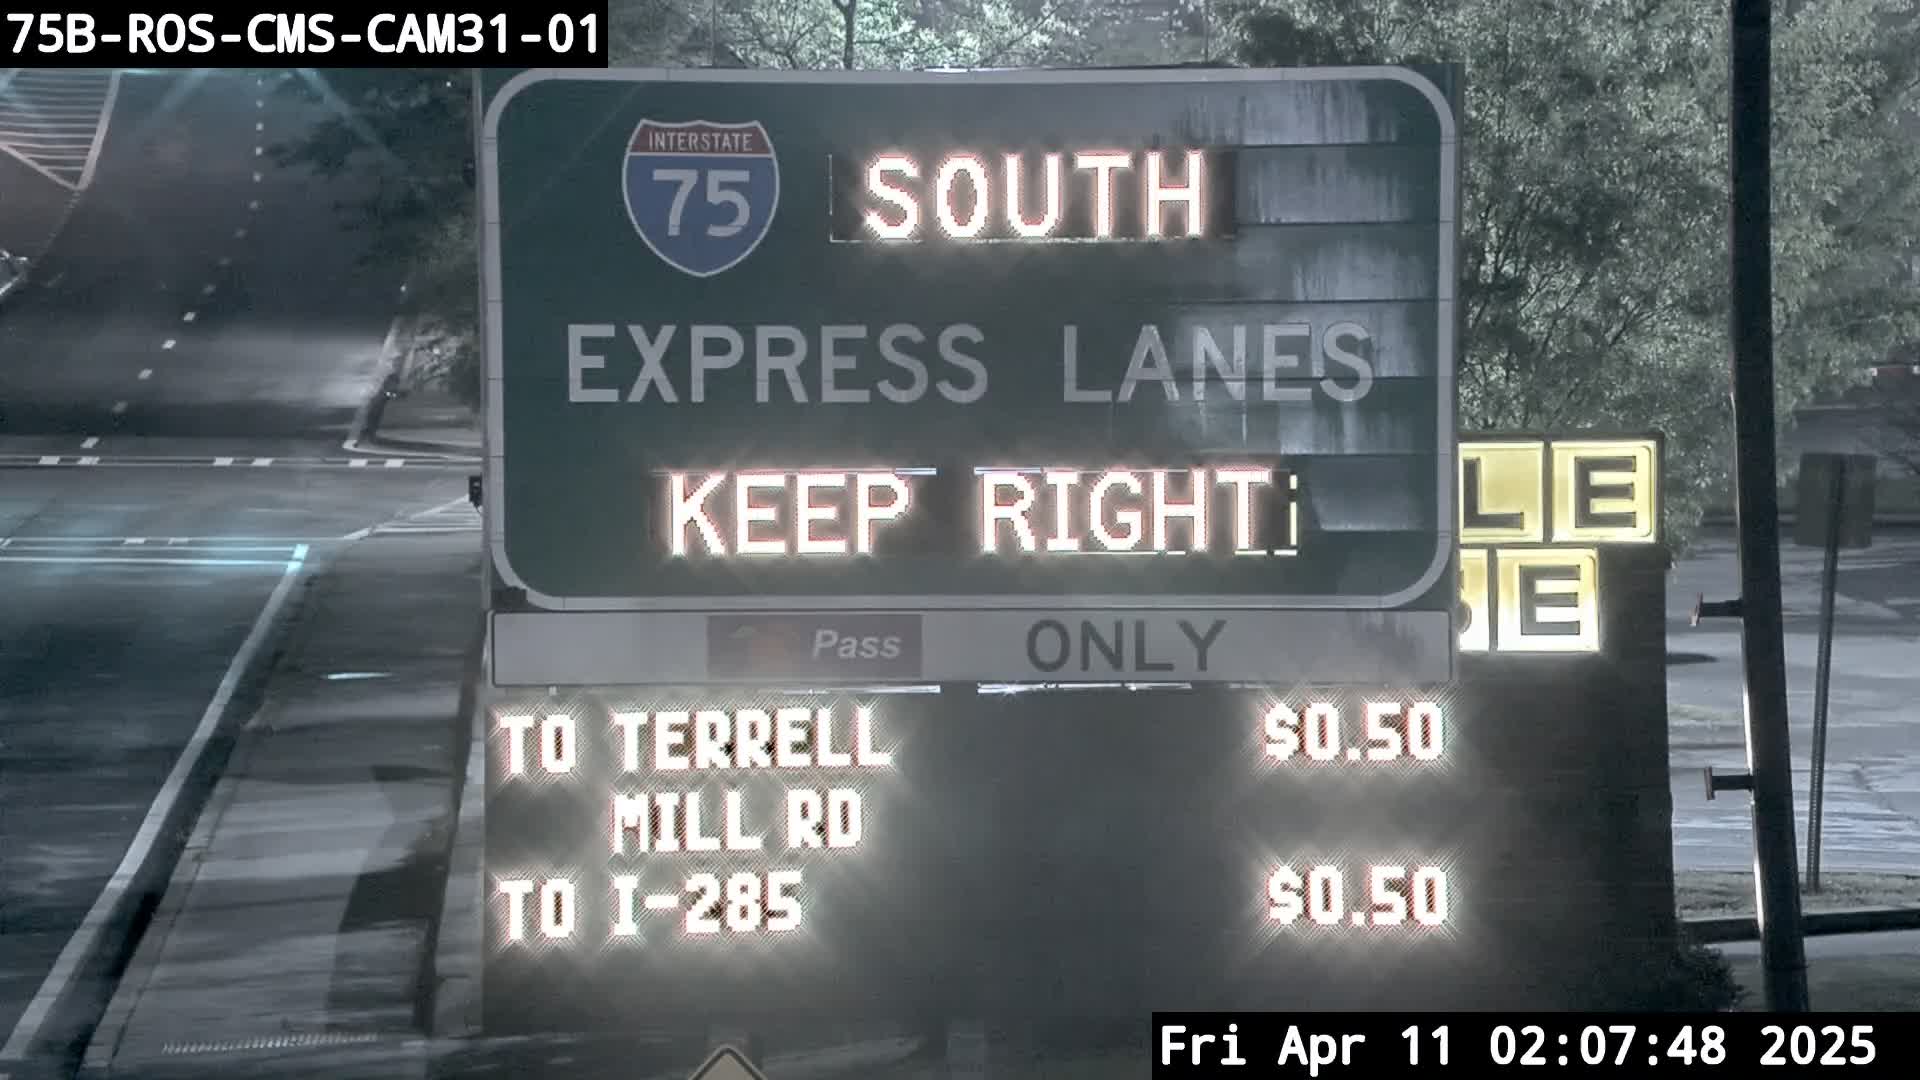 75B-ROS-CMS-CAM31-01
INTERSTATE
75
SOUTH
EXPRESS LANES
KEEP RIGHT
LE
E
Pass ONLY
TO TERRELL $0.50
MILL RD
TO I-285 $0.50
Fri Apr 11 02:07:48 2025